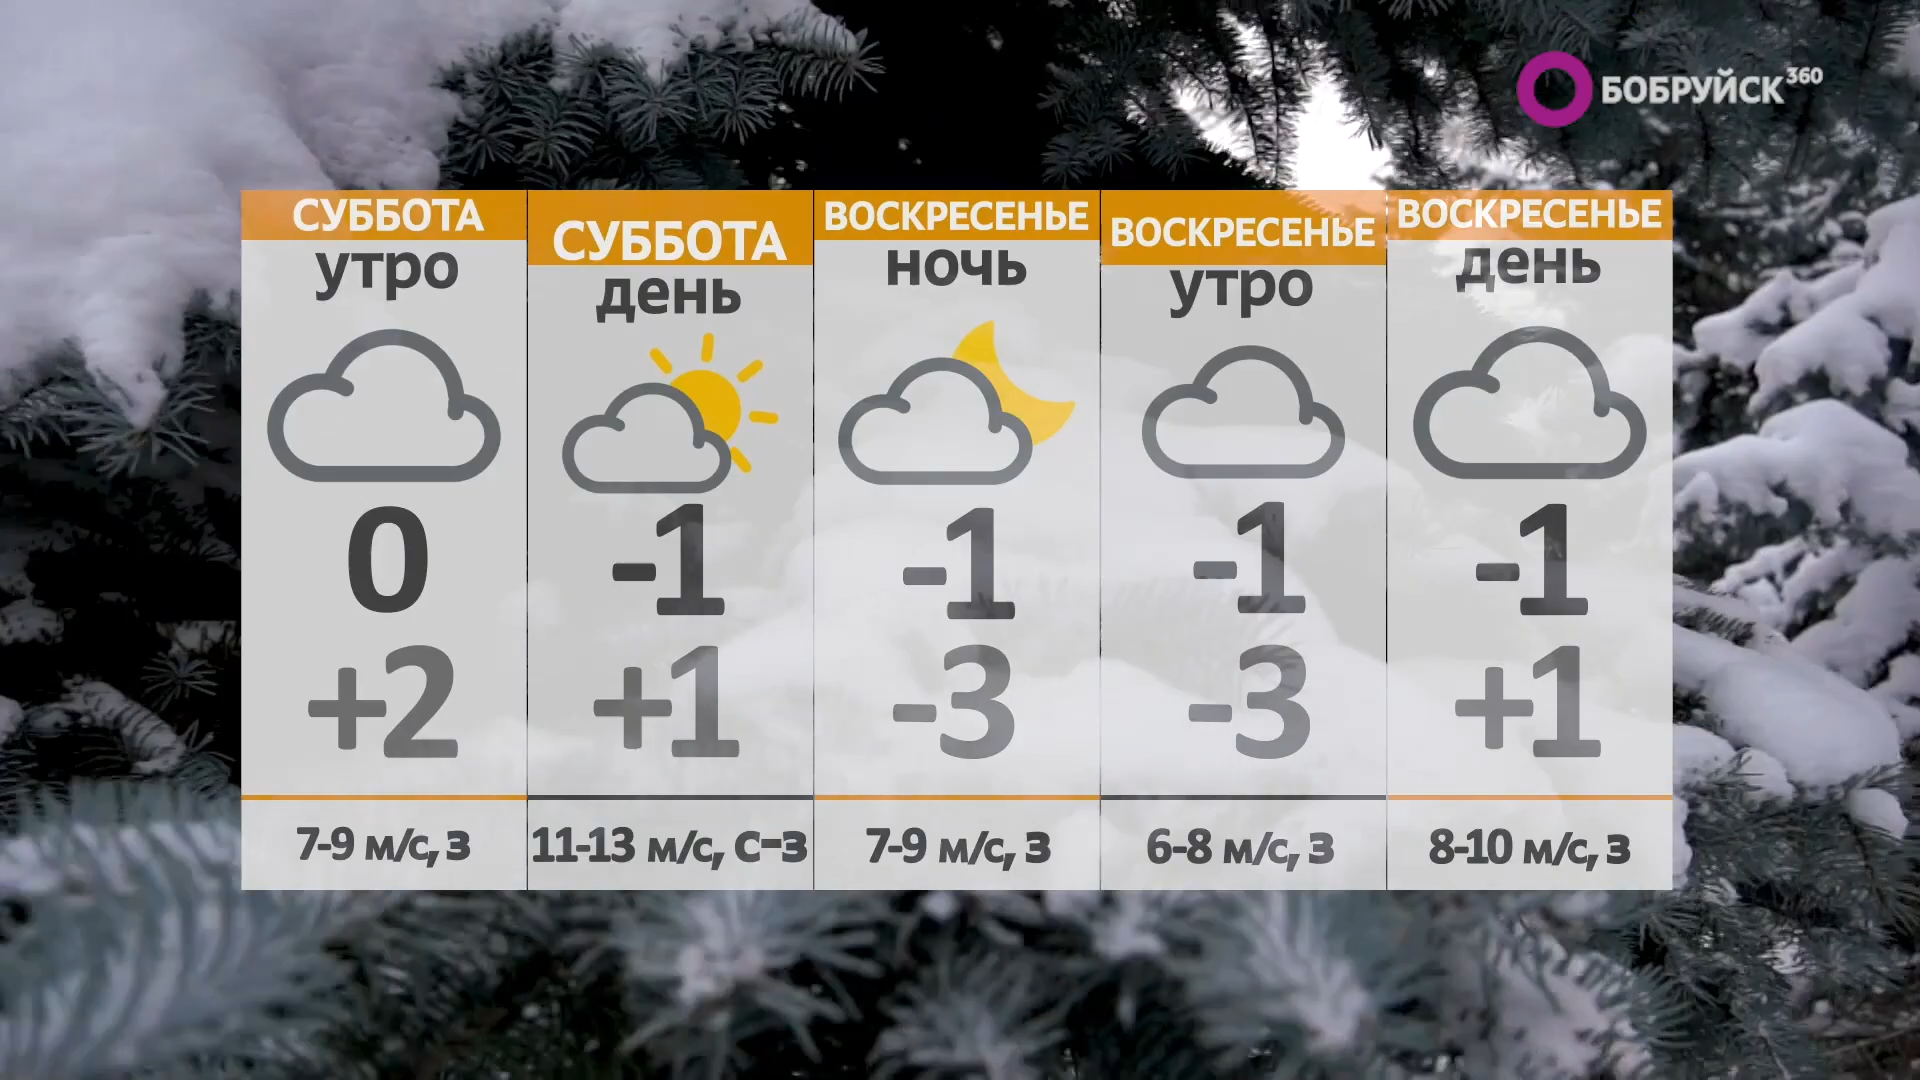 БОБРУЙСК360
СУББОТА
утро
0
+2
7-9 м/с, З
СУББОТА
день
-1
+1
11-13 м/с, С-З
ВОСКРЕСЕНЬЕ
ночь
-1
-3
7-9 м/с, З
ВОСКРЕСЕНЬЕ
утро
-1
-3
6-8 м/с, З
ВОСКРЕСЕНЬЕ
день
-1
+1
8-10 м/с, З